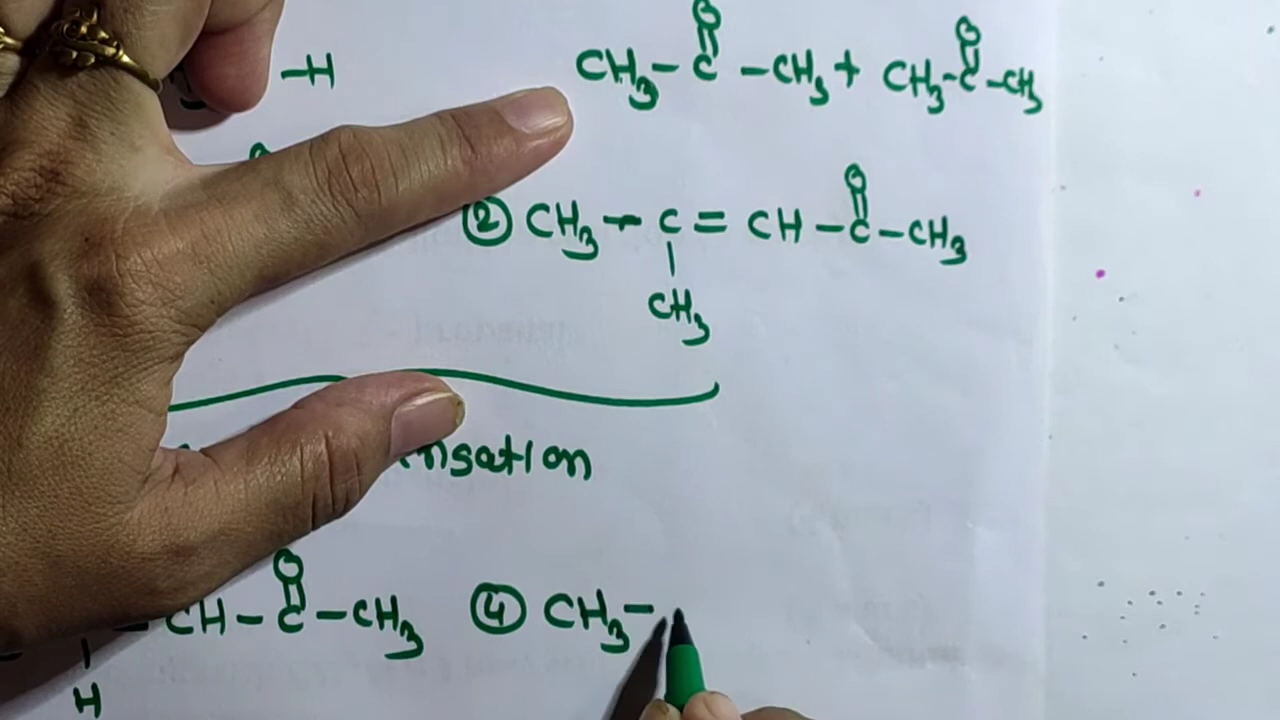 -H
O O
CH3-C-CH3+ CH3-C-CH3
O
② CH3-C=CH-C-CH3
CH3
nsation
O
CH-C-CH3 ④ CH3-
H